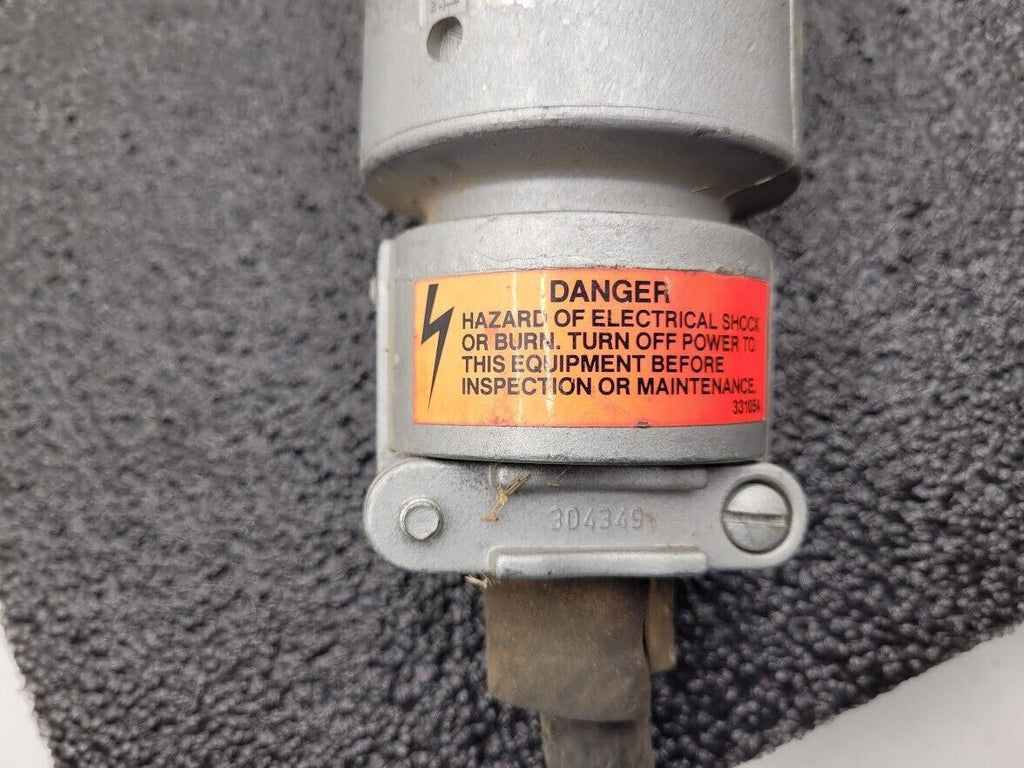 DANGER
HAZARD OF ELECTRICAL SHOCK
OR BURN. TURN OFF POWER TO
THIS EQUIPMENT BEFORE
INSPECTION OR MAINTENANCE.
331054
304349